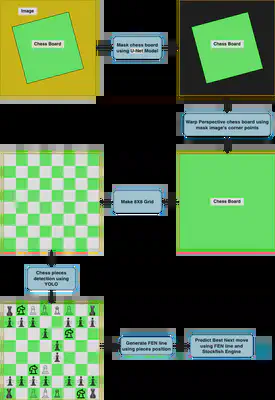 Image
Chess Board
Mask chess board
using U-Net Model
Chess Board
Warp Perspective chess board using
mask image's corner points
Make 8X8 Grid
Chess Board
Chess pieces
detection using
YOLO
Generate FEN line
using pieces position
Predict Best next move
using FEN line and
Stockfish Engine